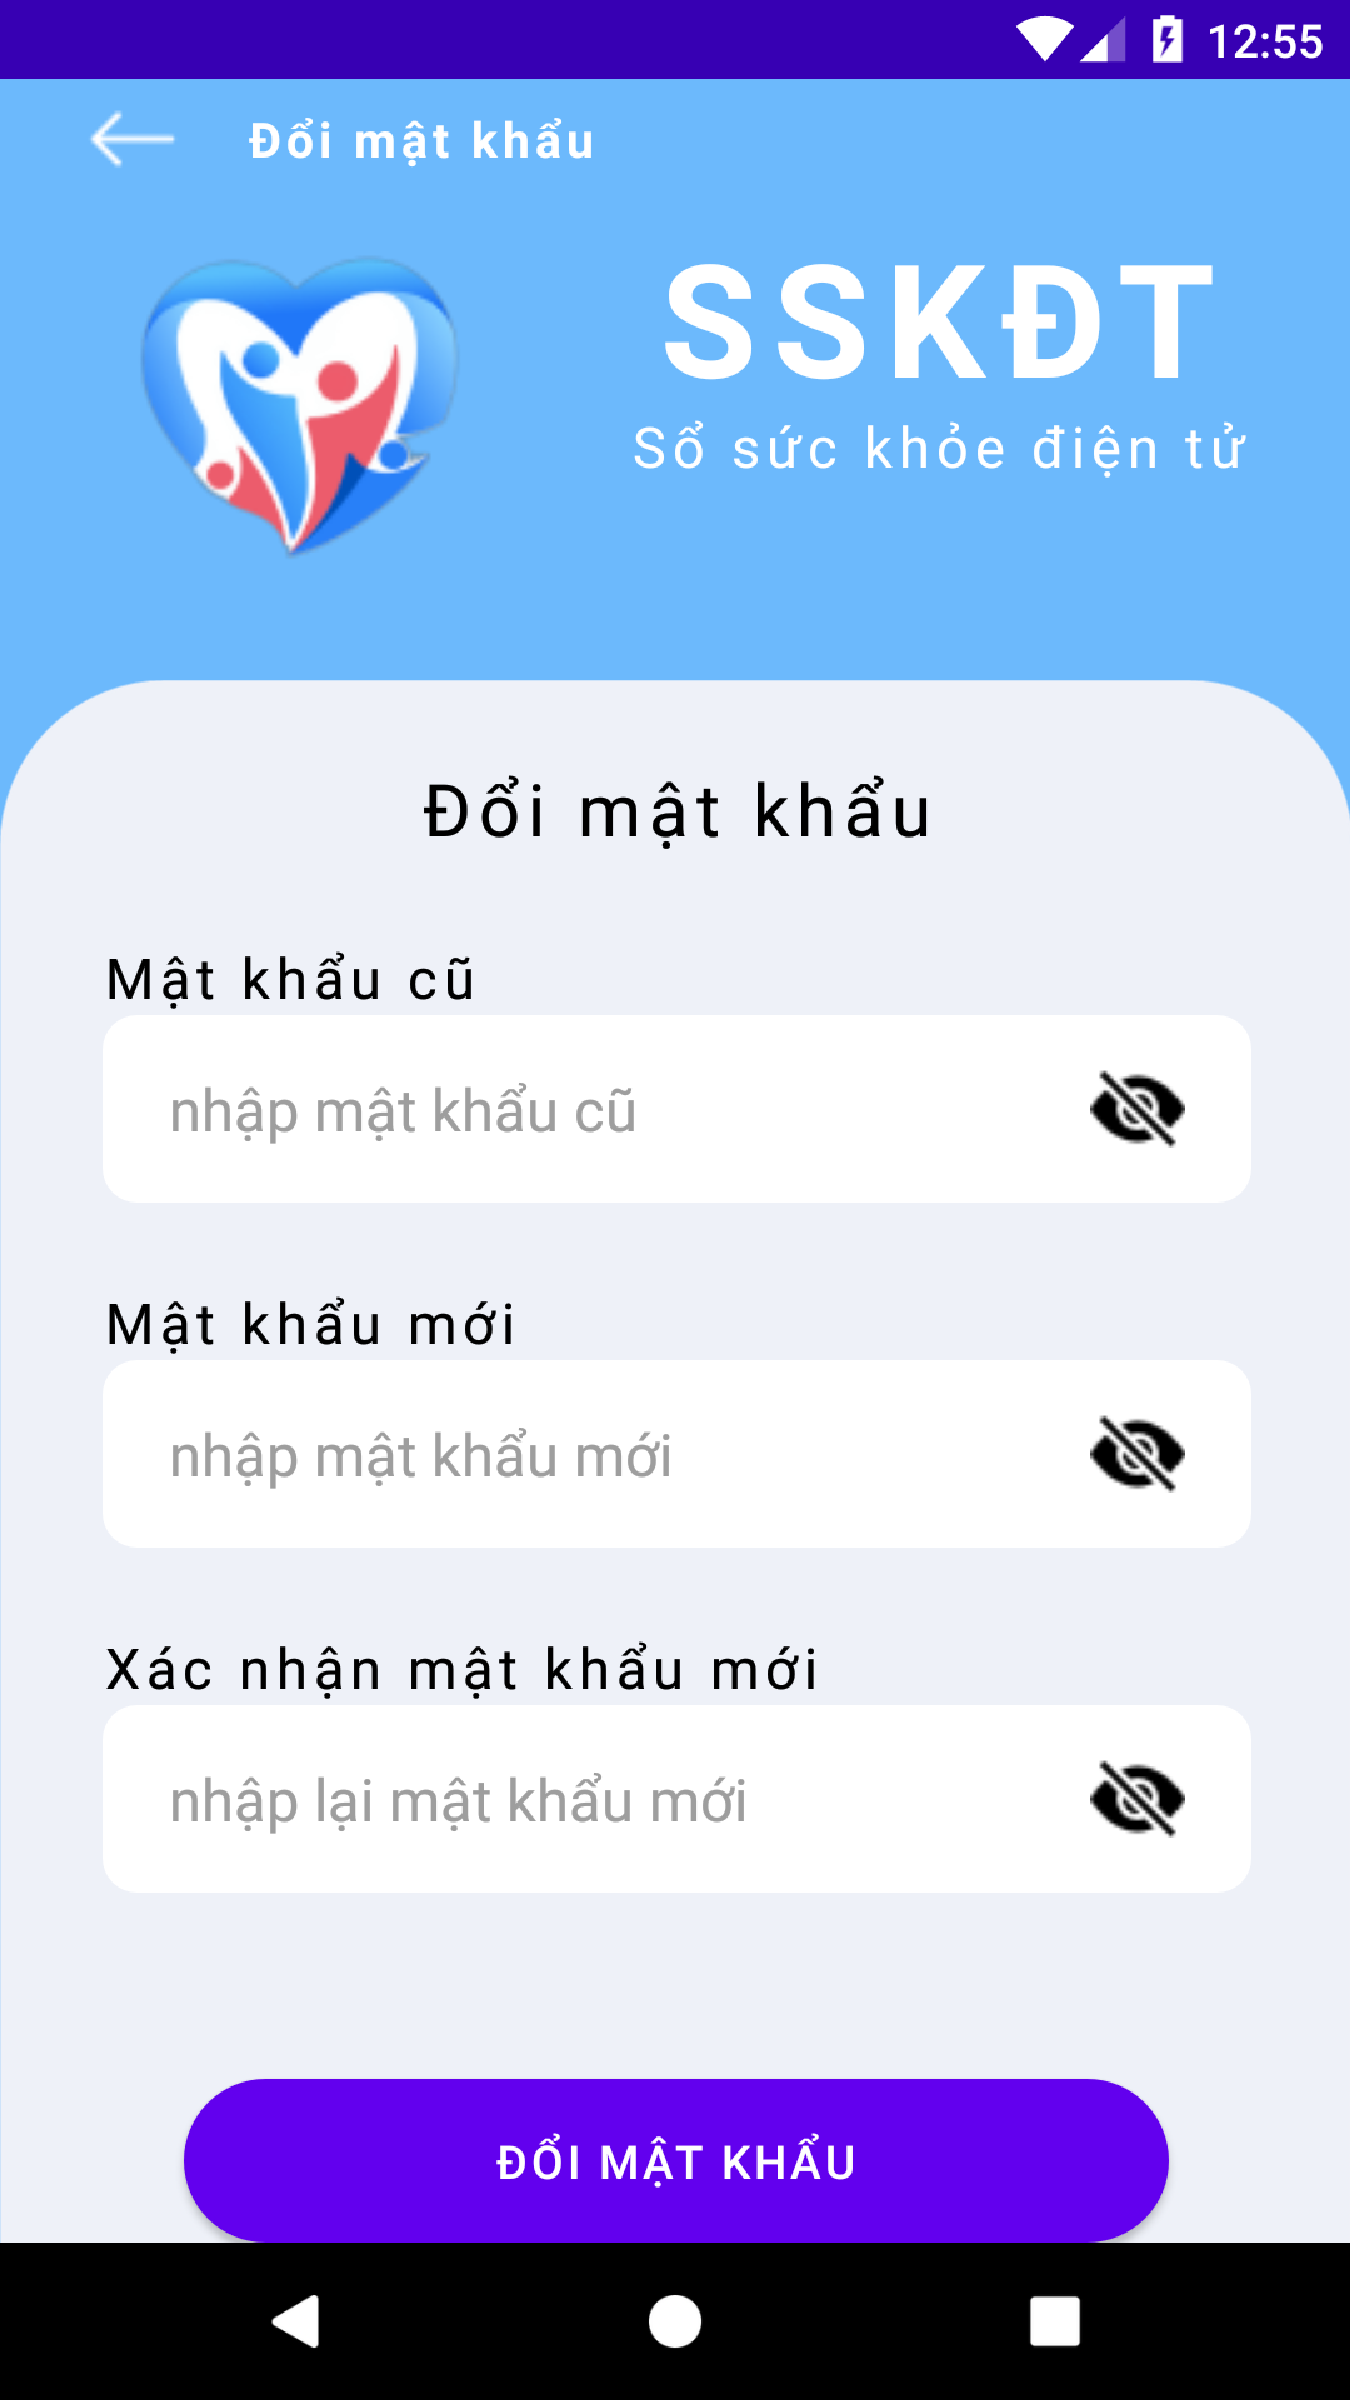 12:55
Đổi mật khẩu
SSKĐT
Sổ sức khỏe điện tử
Đổi mật khẩu
Mật khẩu cũ
nhập mật khẩu cũ
Mật khẩu mới
nhập mật khẩu mới
Xác nhận mật khẩu mới
nhập lại mật khẩu mới
ĐỔI MẬT KHẨU